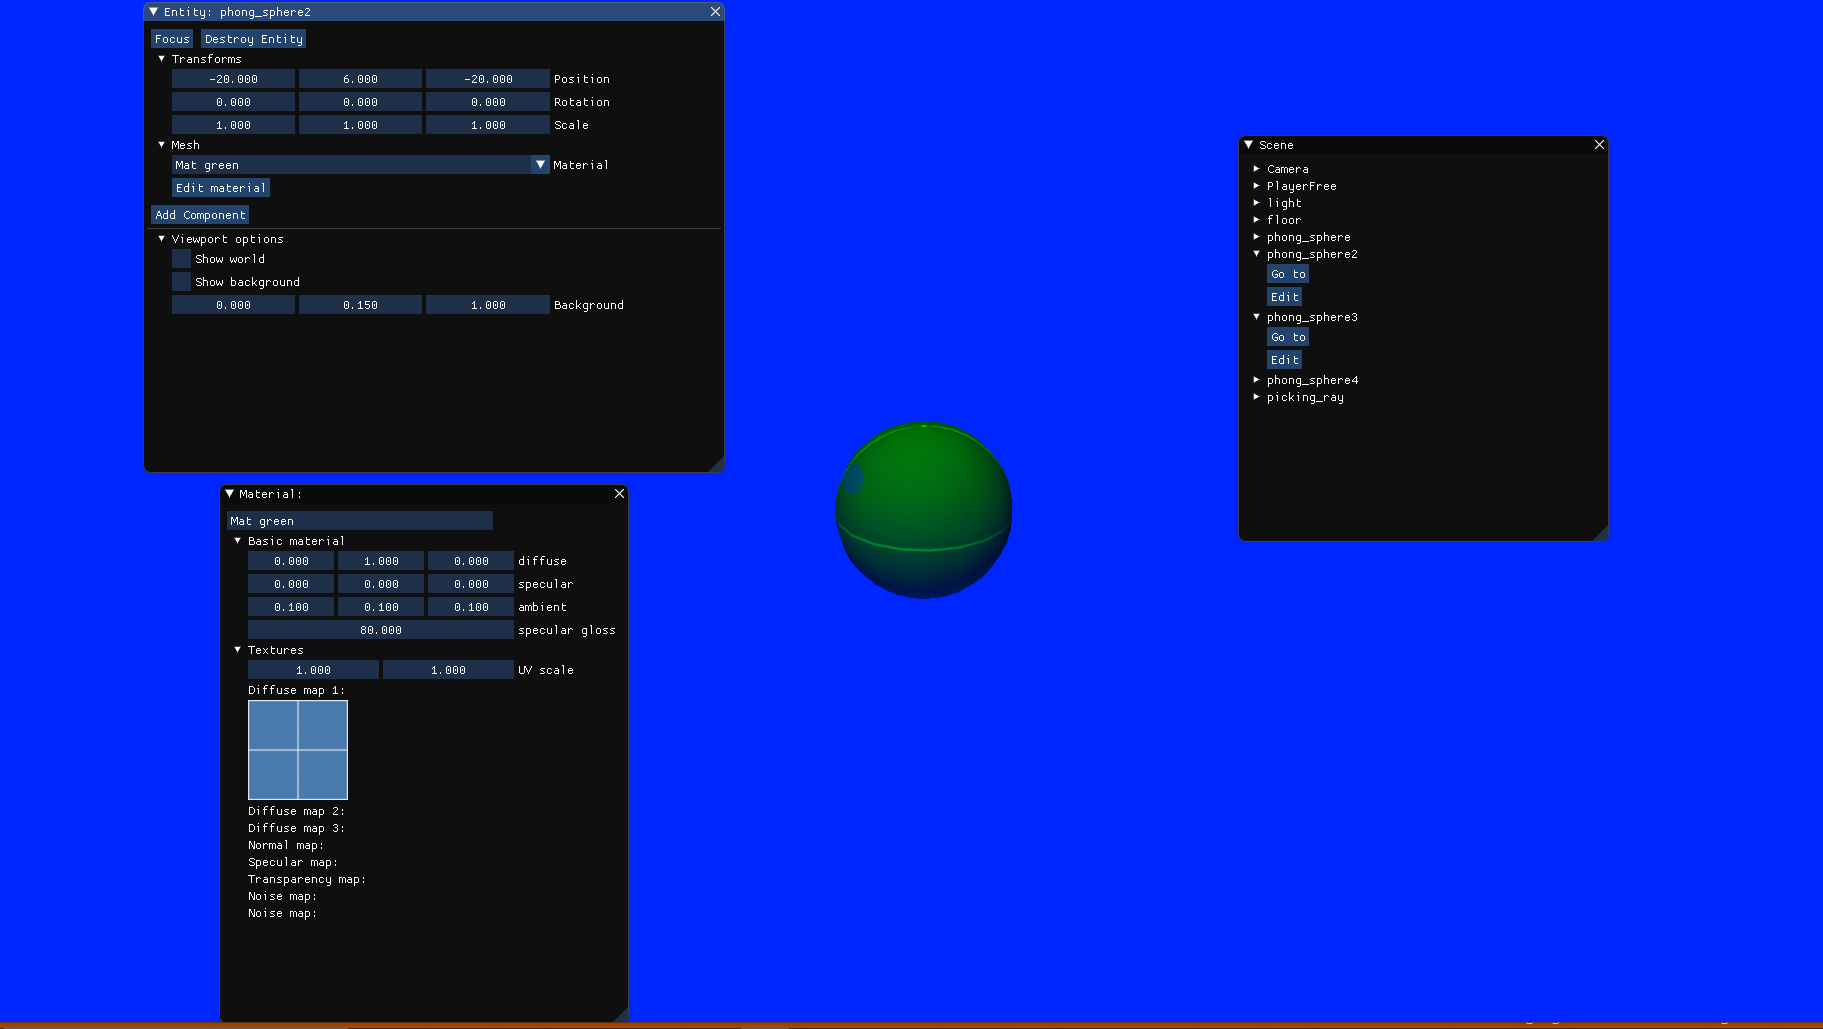 Entity: phong_sphere2
Focus Destroy Entity
Transforms
-20.000 6.000 -20.000 Position
0.000 0.000 0.000 Rotation
1.000 1.000 1.000 Scale
Mesh
Mat green Material
Edit material
Add Component
Viewport options
Show world
Show background
0.000 0.150 1.000 Background
Material:
Mat green
Basic material
0.000 1.000 0.000 diffuse
0.000 0.000 0.000 specular
0.100 0.100 0.100 ambient
80.000 specular gloss
Textures
1.000 1.000 UV scale
Diffuse map 1:
Diffuse map 2:
Diffuse map 3:
Normal map:
Specular map:
Transparency map:
Noise map:
Noise map:
Scene
Camera
PlayerFree
light
floor
phong_sphere
phong_sphere2
Go to
Edit
phong_sphere3
Go to
Edit
phong_sphere4
picking_ray